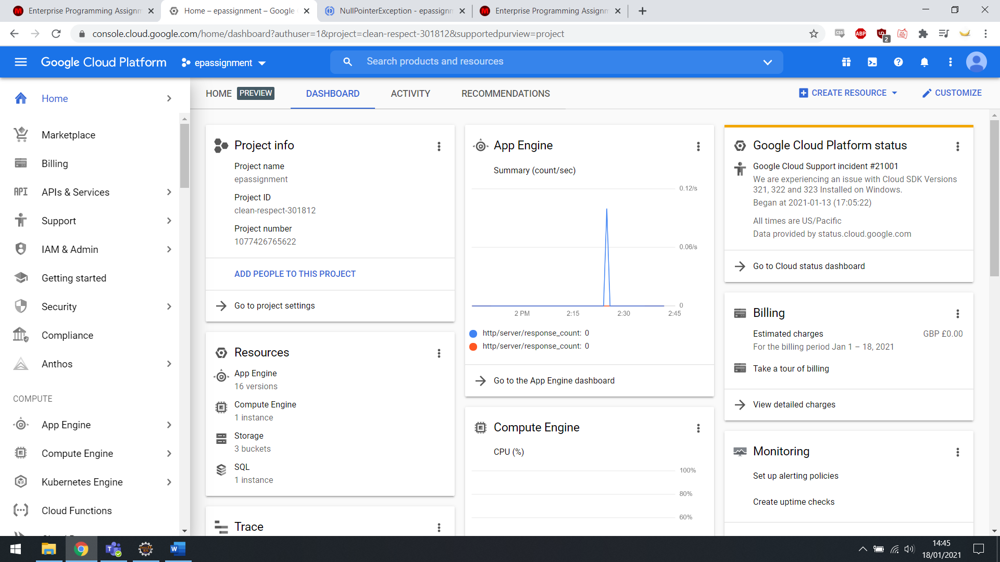 Enterprise Programming Assignm
Home – epassignment – Google
NullPointerException - epassignm
Enterprise Programming Assignm
console.cloud.google.com/home/dashboard?authuser=1&project=clean-respect-301812&supportedpurview=project
CSS
ABP
2
Google Cloud Platform
epassignment
Search products and resources
Home
Marketplace
Billing
API
APIs & Services
Support
IAM & Admin
Getting started
Security
Compliance
Anthos
COMPUTE
App Engine
Compute Engine
Kubernetes Engine
Cloud Functions
HOME PREVIEW
DASHBOARD
ACTIVITY
RECOMMENDATIONS
CREATE RESOURCE
CUSTOMIZE
Project info
Project name
epassignment
Project ID
clean-respect-301812
Project number
1077426765622
ADD PEOPLE TO THIS PROJECT
Go to project settings
Resources
App Engine
16 versions
Compute Engine
1 instance
Storage
3 buckets
SQL
1 instance
Trace
App Engine
Summary (count/sec)
0.12/s
0.06/s
0
2 PM 2:15 2:30 2:45
http/server/response_count: 0
http/server/response_count: 0
Go to the App Engine dashboard
Compute Engine
CPU (%)
100%
80%
60%
Google Cloud Platform status
Google Cloud Support incident #21001
We are experiencing an issue with Cloud SDK Versions
321, 322 and 323 Installed on Windows.
Began at 2021-01-13 (17:05:22)
All times are US/Pacific
Data provided by status.cloud.google.com
Go to Cloud status dashboard
Billing
Estimated charges GBP £0.00
For the billing period Jan 1 – 18, 2021
Take a tour of billing
View detailed charges
Monitoring
Set up alerting policies
Create uptime checks
14:45
18/01/2021